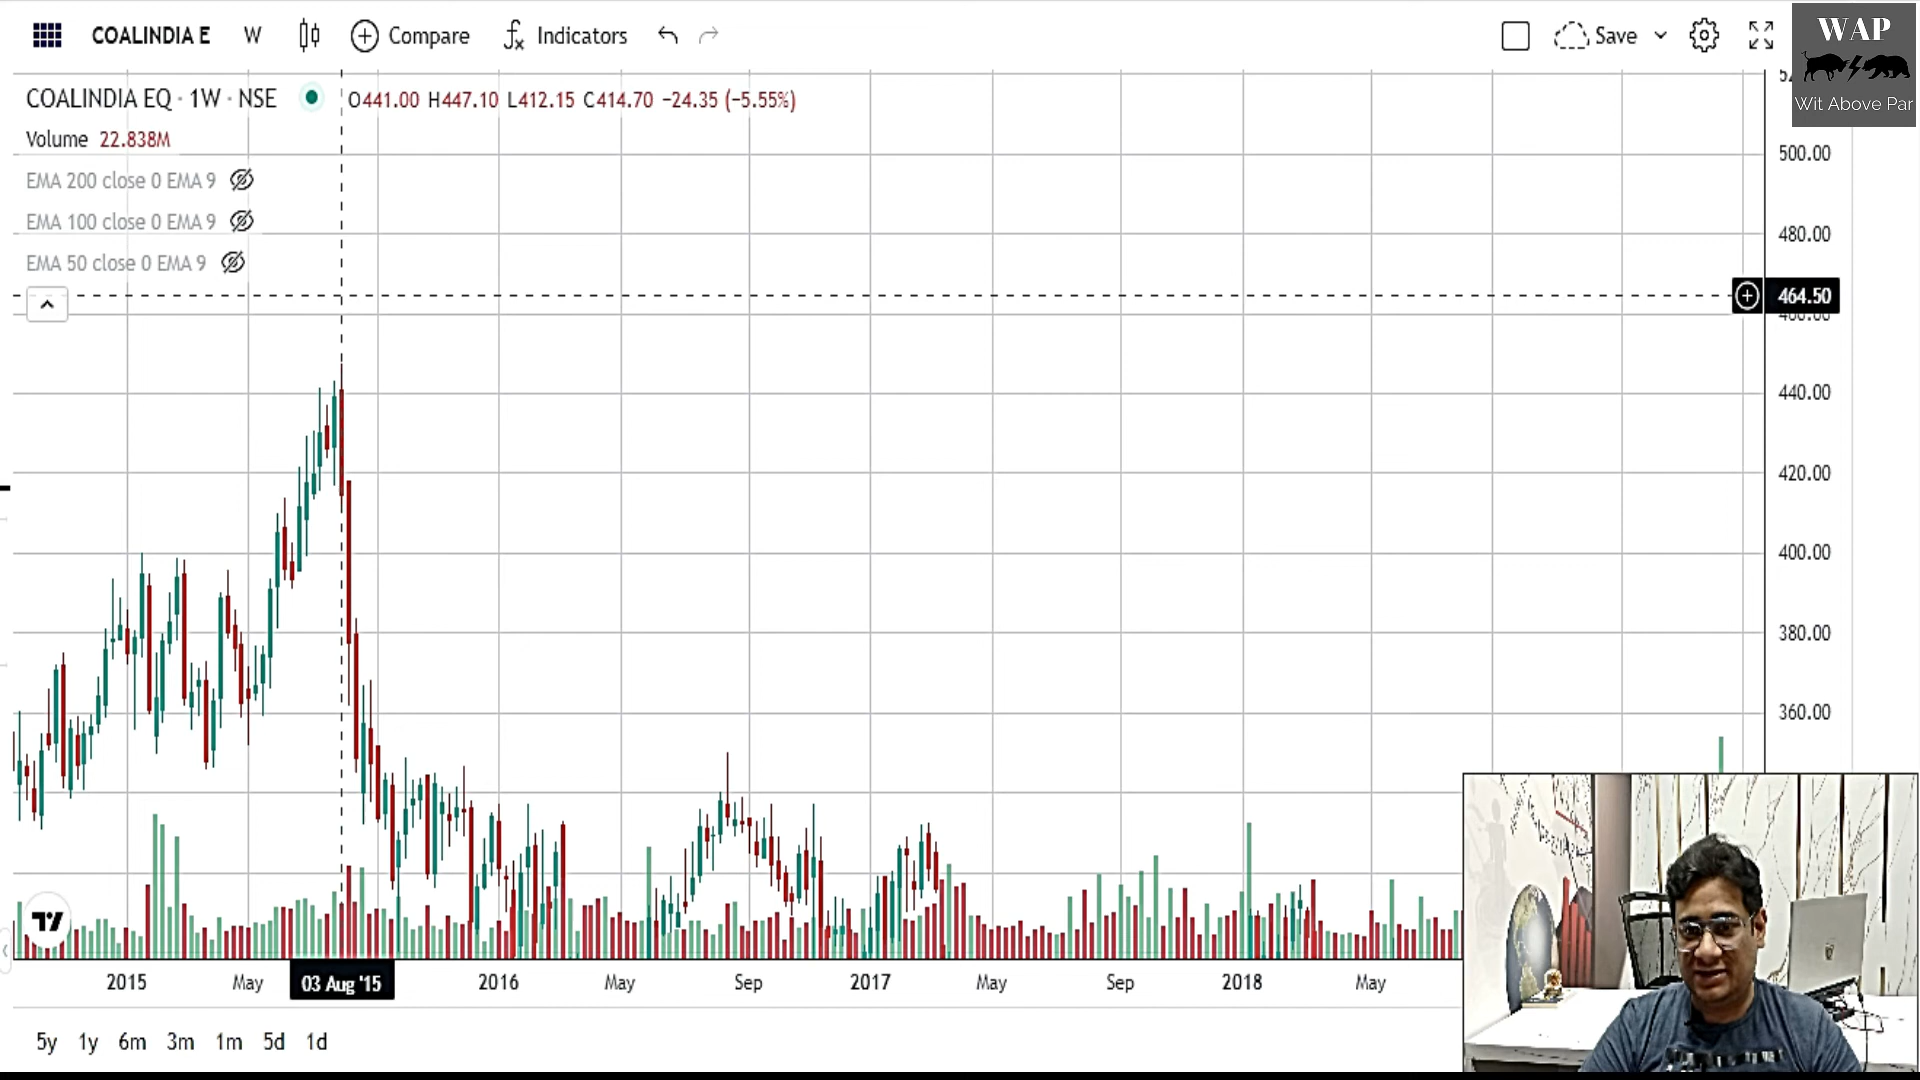 COALINDIA E W Compare Indicators Save
WAP
Wit Above Par
COALINDIA EQ · 1W · NSE O441.00 H447.10 L412.15 C414.70 −24.35 (−5.55%)
Volume 22.838M
EMA 200 close 0 EMA 9
EMA 100 close 0 EMA 9
EMA 50 close 0 EMA 9
500.00
480.00
464.50
460.00
440.00
420.00
400.00
380.00
360.00
2015 May 03 Aug '15 2016 May Sep 2017 May Sep 2018 May
5y 1y 6m 3m 1m 5d 1d